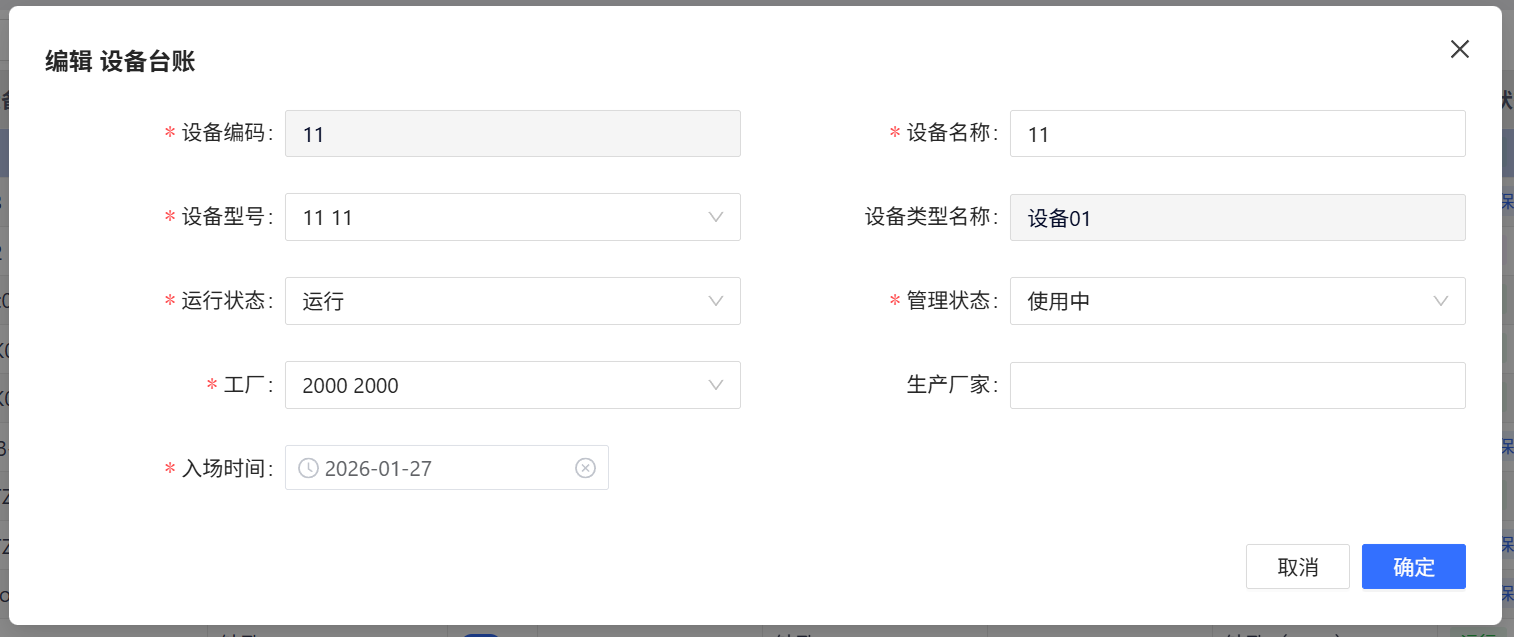 编辑 设备台账
* 设备编码: 11
* 设备名称: 11
* 设备型号: 11 11
设备类型名称: 设备01
* 运行状态: 运行
* 管理状态: 使用中
* 工厂: 2000 2000
生产厂家:
* 入场时间: 2026-01-27
取消 确定